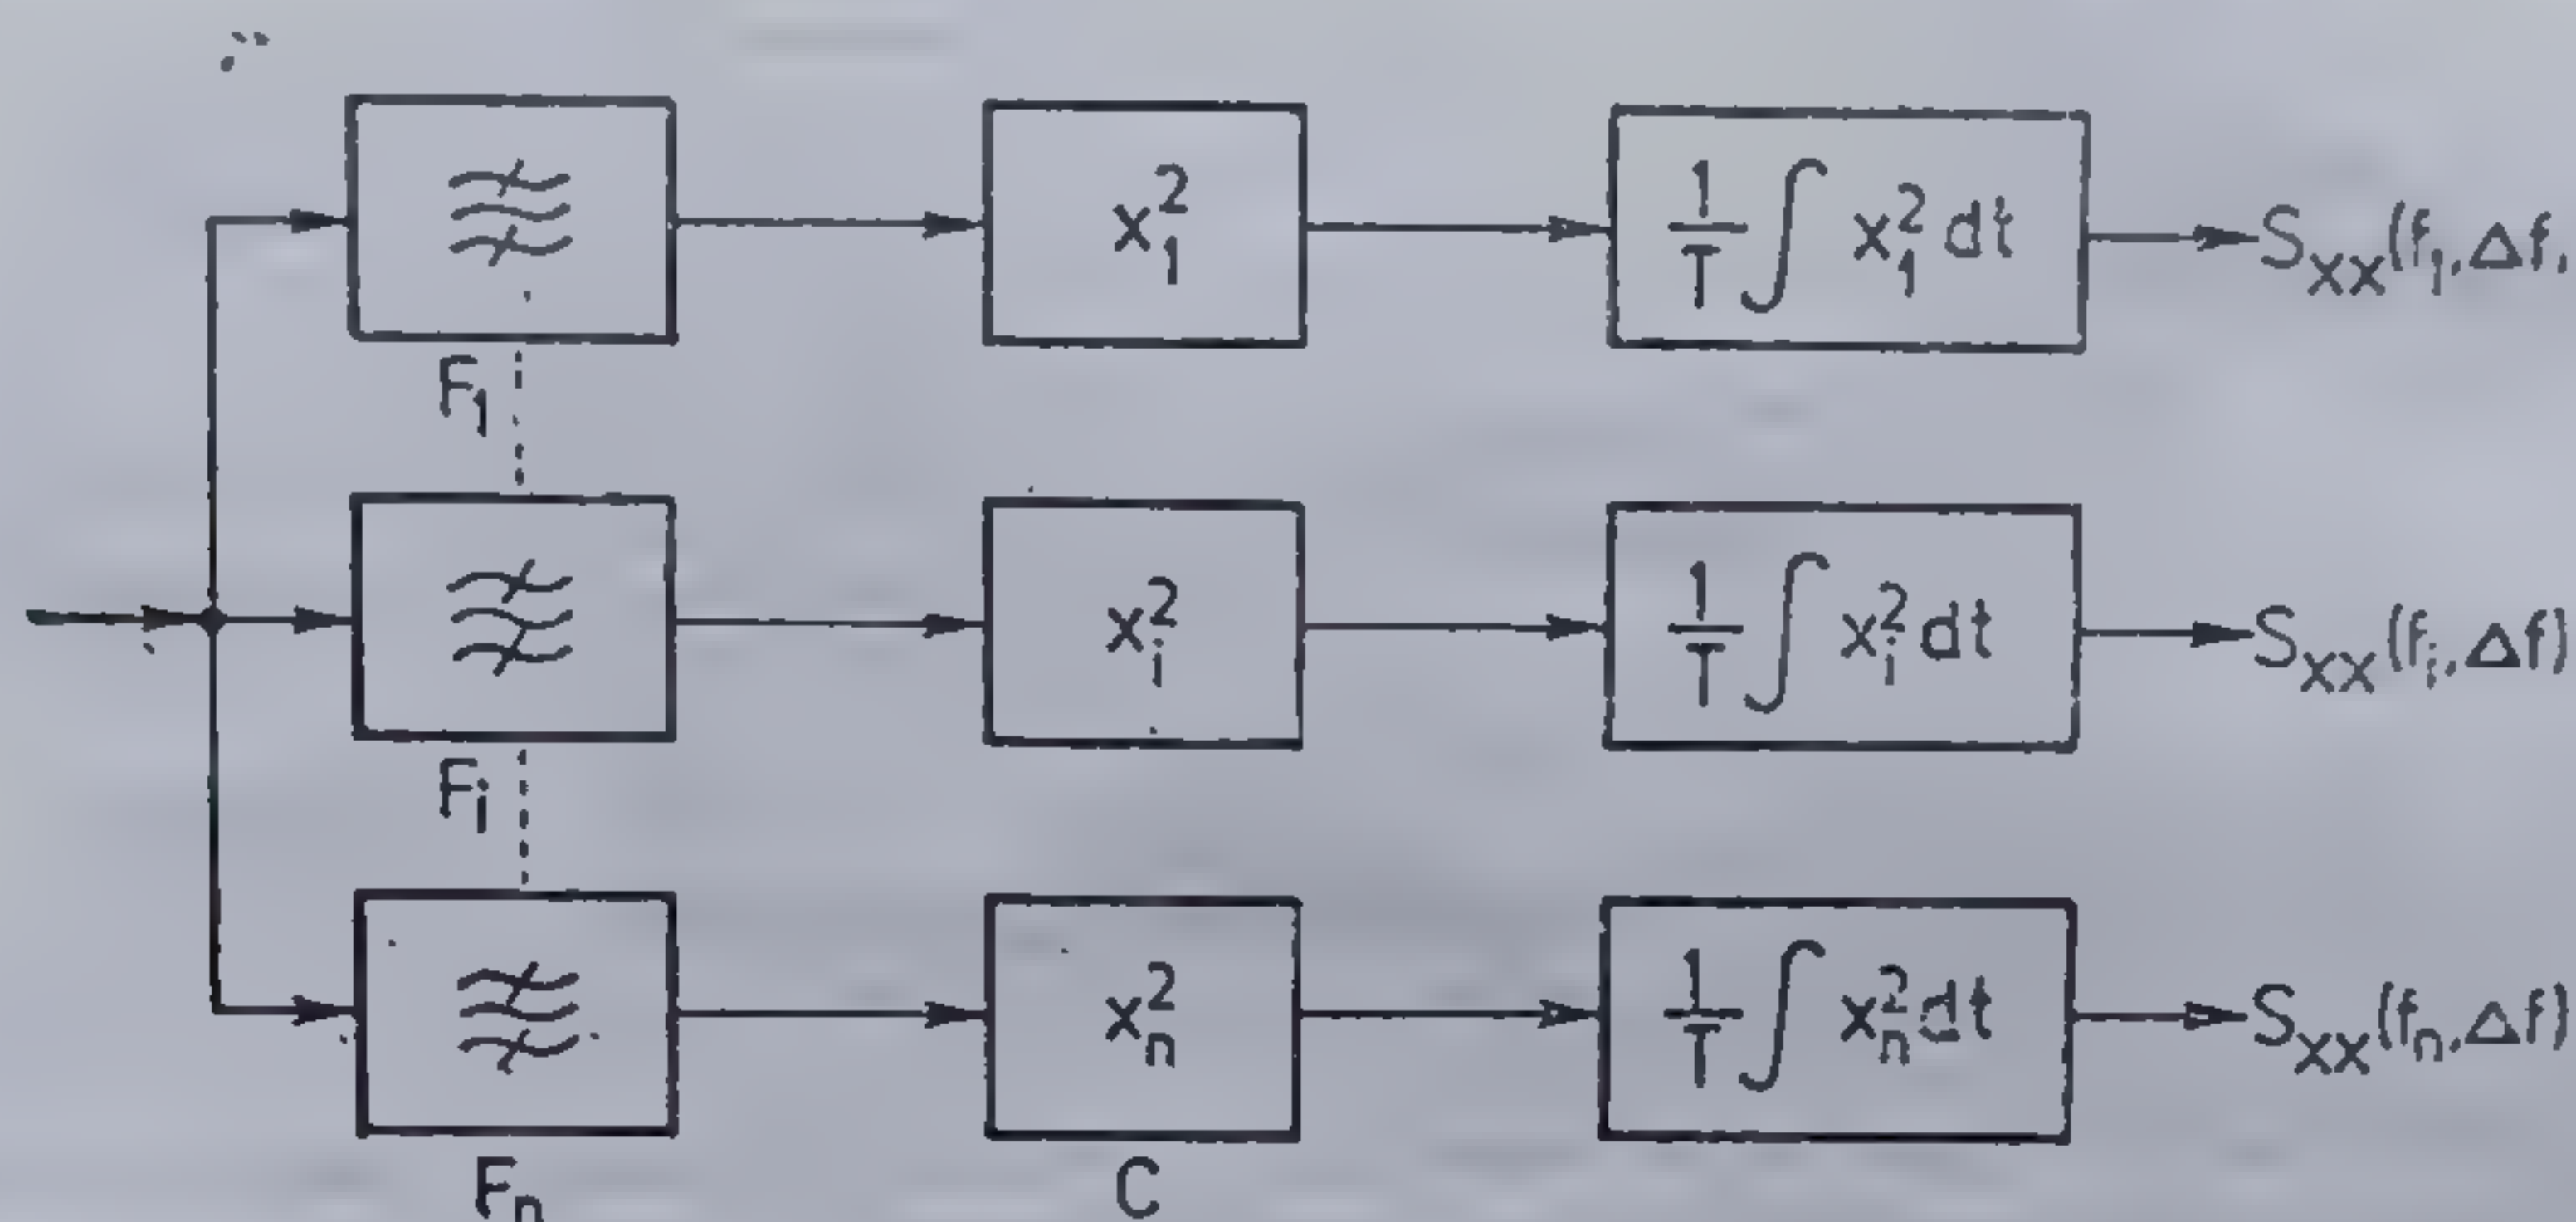 x₁² 1/T ∫ x₁² dt S_xx(f₁, Δf,
F₁
x_i² 1/T ∫ x_i² dt S_xx(f_i, Δf)
F_i
x_n² 1/T ∫ x_n² dt S_xx(f_n, Δf)
F_n C